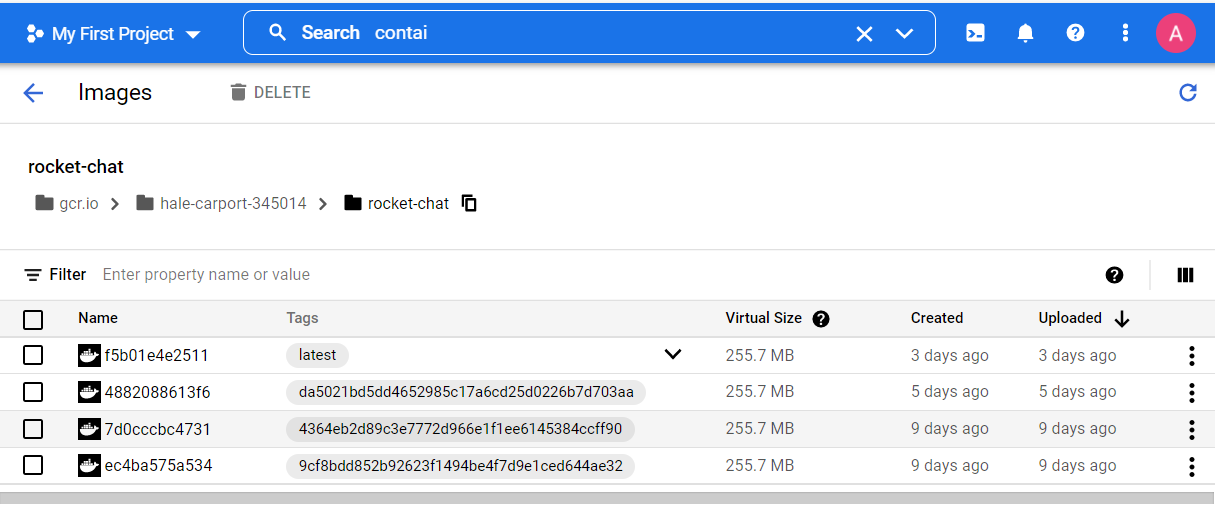 My First Project Search contai A
Images DELETE
rocket-chat
gcr.io hale-carport-345014 rocket-chat
Filter Enter property name or value
Name Tags Virtual Size Created Uploaded
f5b01e4e2511 latest 255.7 MB 3 days ago 3 days ago
4882088613f6 da5021bd5dd4652985c17a6cd25d0226b7d703aa 255.7 MB 5 days ago 5 days ago
7d0cccbc4731 4364eb2d89c3e7772d966e1f1ee6145384ccff90 255.7 MB 9 days ago 9 days ago
ec4ba575a534 9cf8bdd852b92623f1494be4f7d9e1ced644ae32 255.7 MB 9 days ago 9 days ago